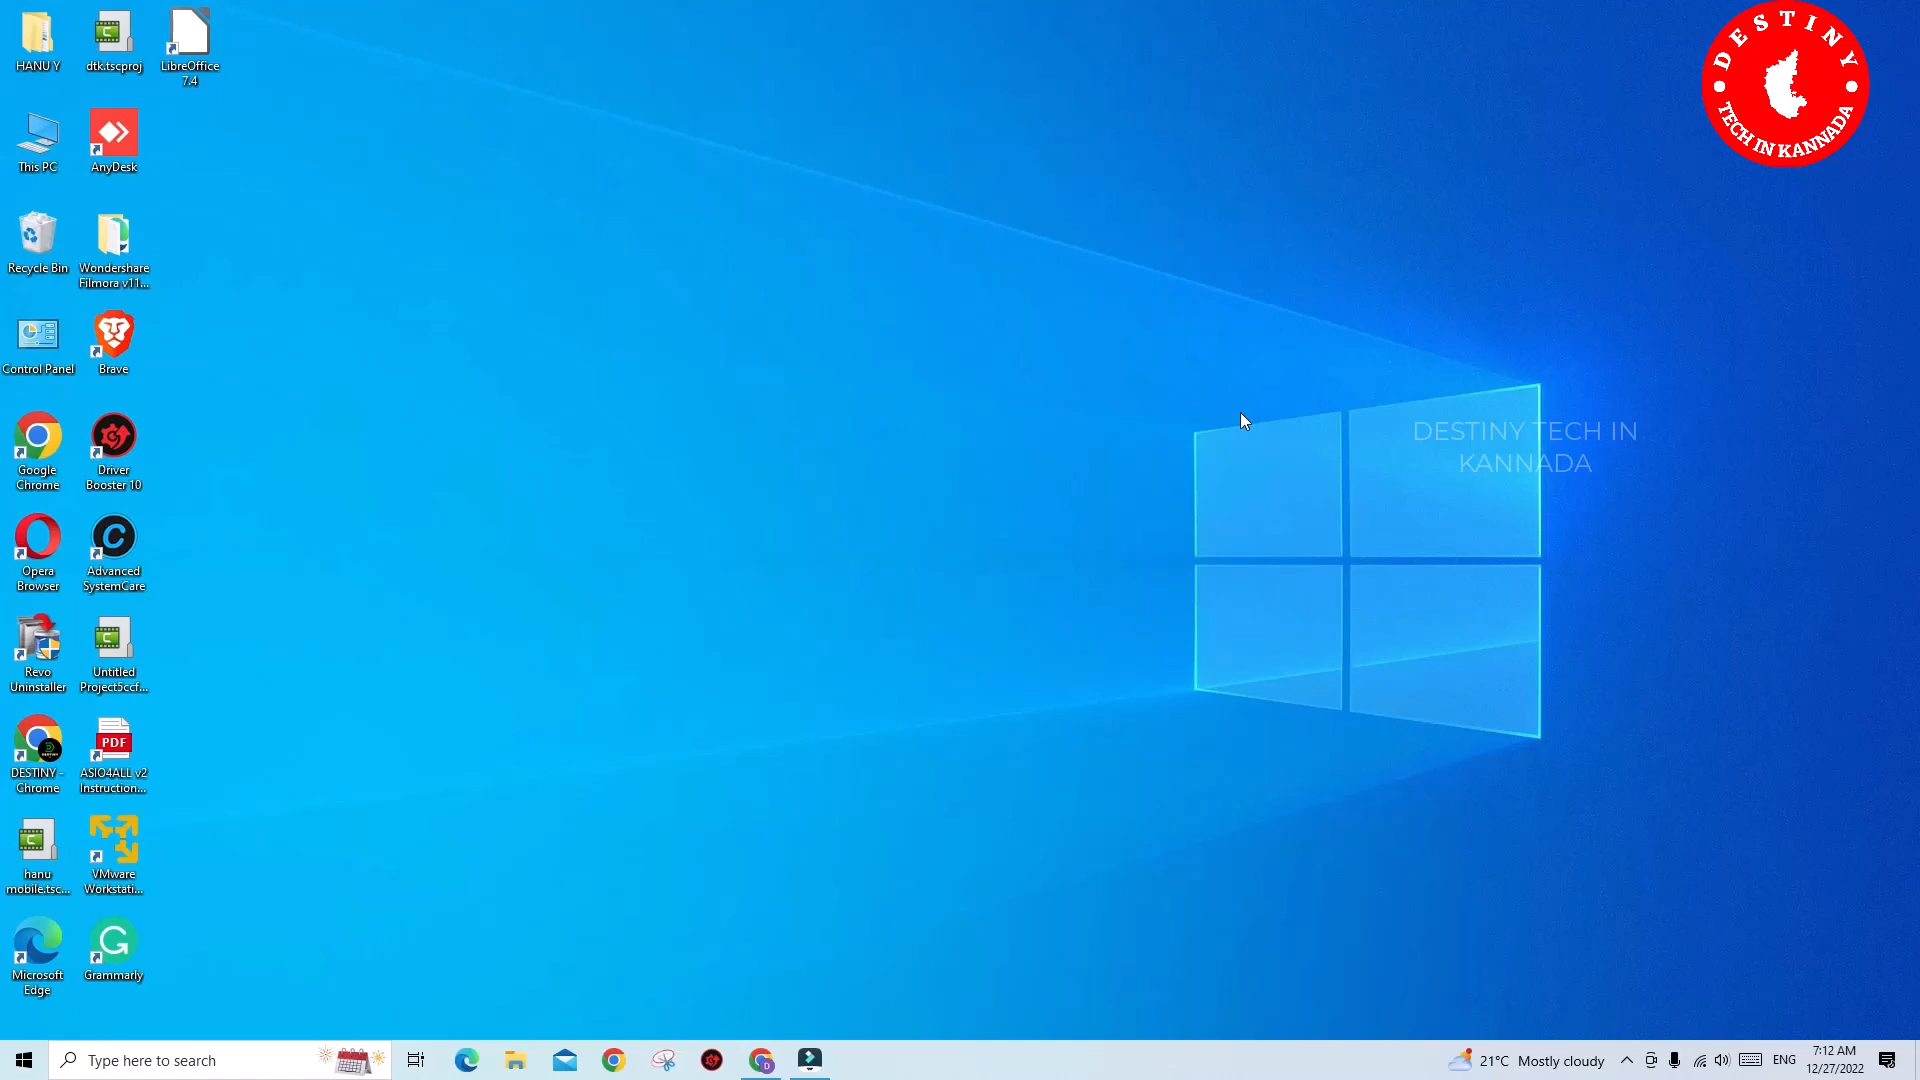 HANU Y
dtk.tscproj
LibreOffice
7.4
DESTINY
TECH IN KANNADA
This PC
AnyDesk
Recycle Bin
Wondershare
Filmora v11...
Control Panel
Brave
Google
Chrome
Driver
Booster 10
DESTINY TECH IN
KANNADA
Opera
Browser
Advanced
SystemCare
Revo
Uninstaller
Untitled
Project5ccf...
DESTINY -
Chrome
PDF
ASIO4ALL v2
Instruction...
hanu
mobile.tsc...
VMware
Workstati...
Microsoft
Edge
Grammarly
Type here to search
21°C Mostly cloudy
ENG
7:12 AM
12/27/2022